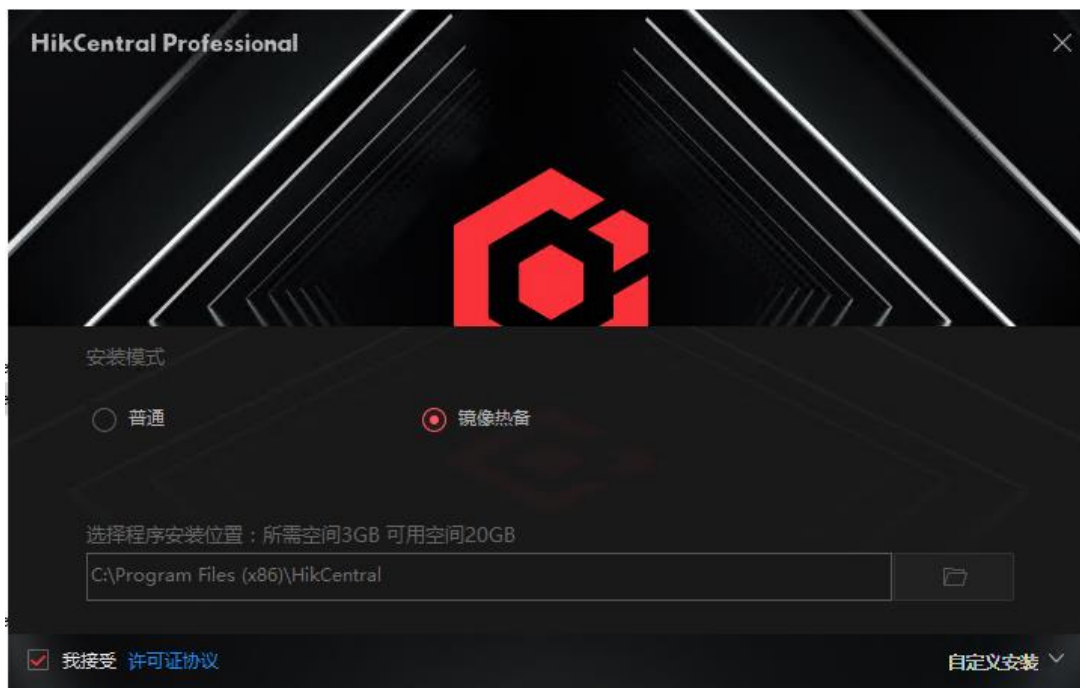 HikCentral Professional
安装模式
普通
镜像热备
选择程序安装位置：所需空间3GB 可用空间20GB
C:\Program Files (x86)\HikCentral
我接受 许可证协议
自定义安装